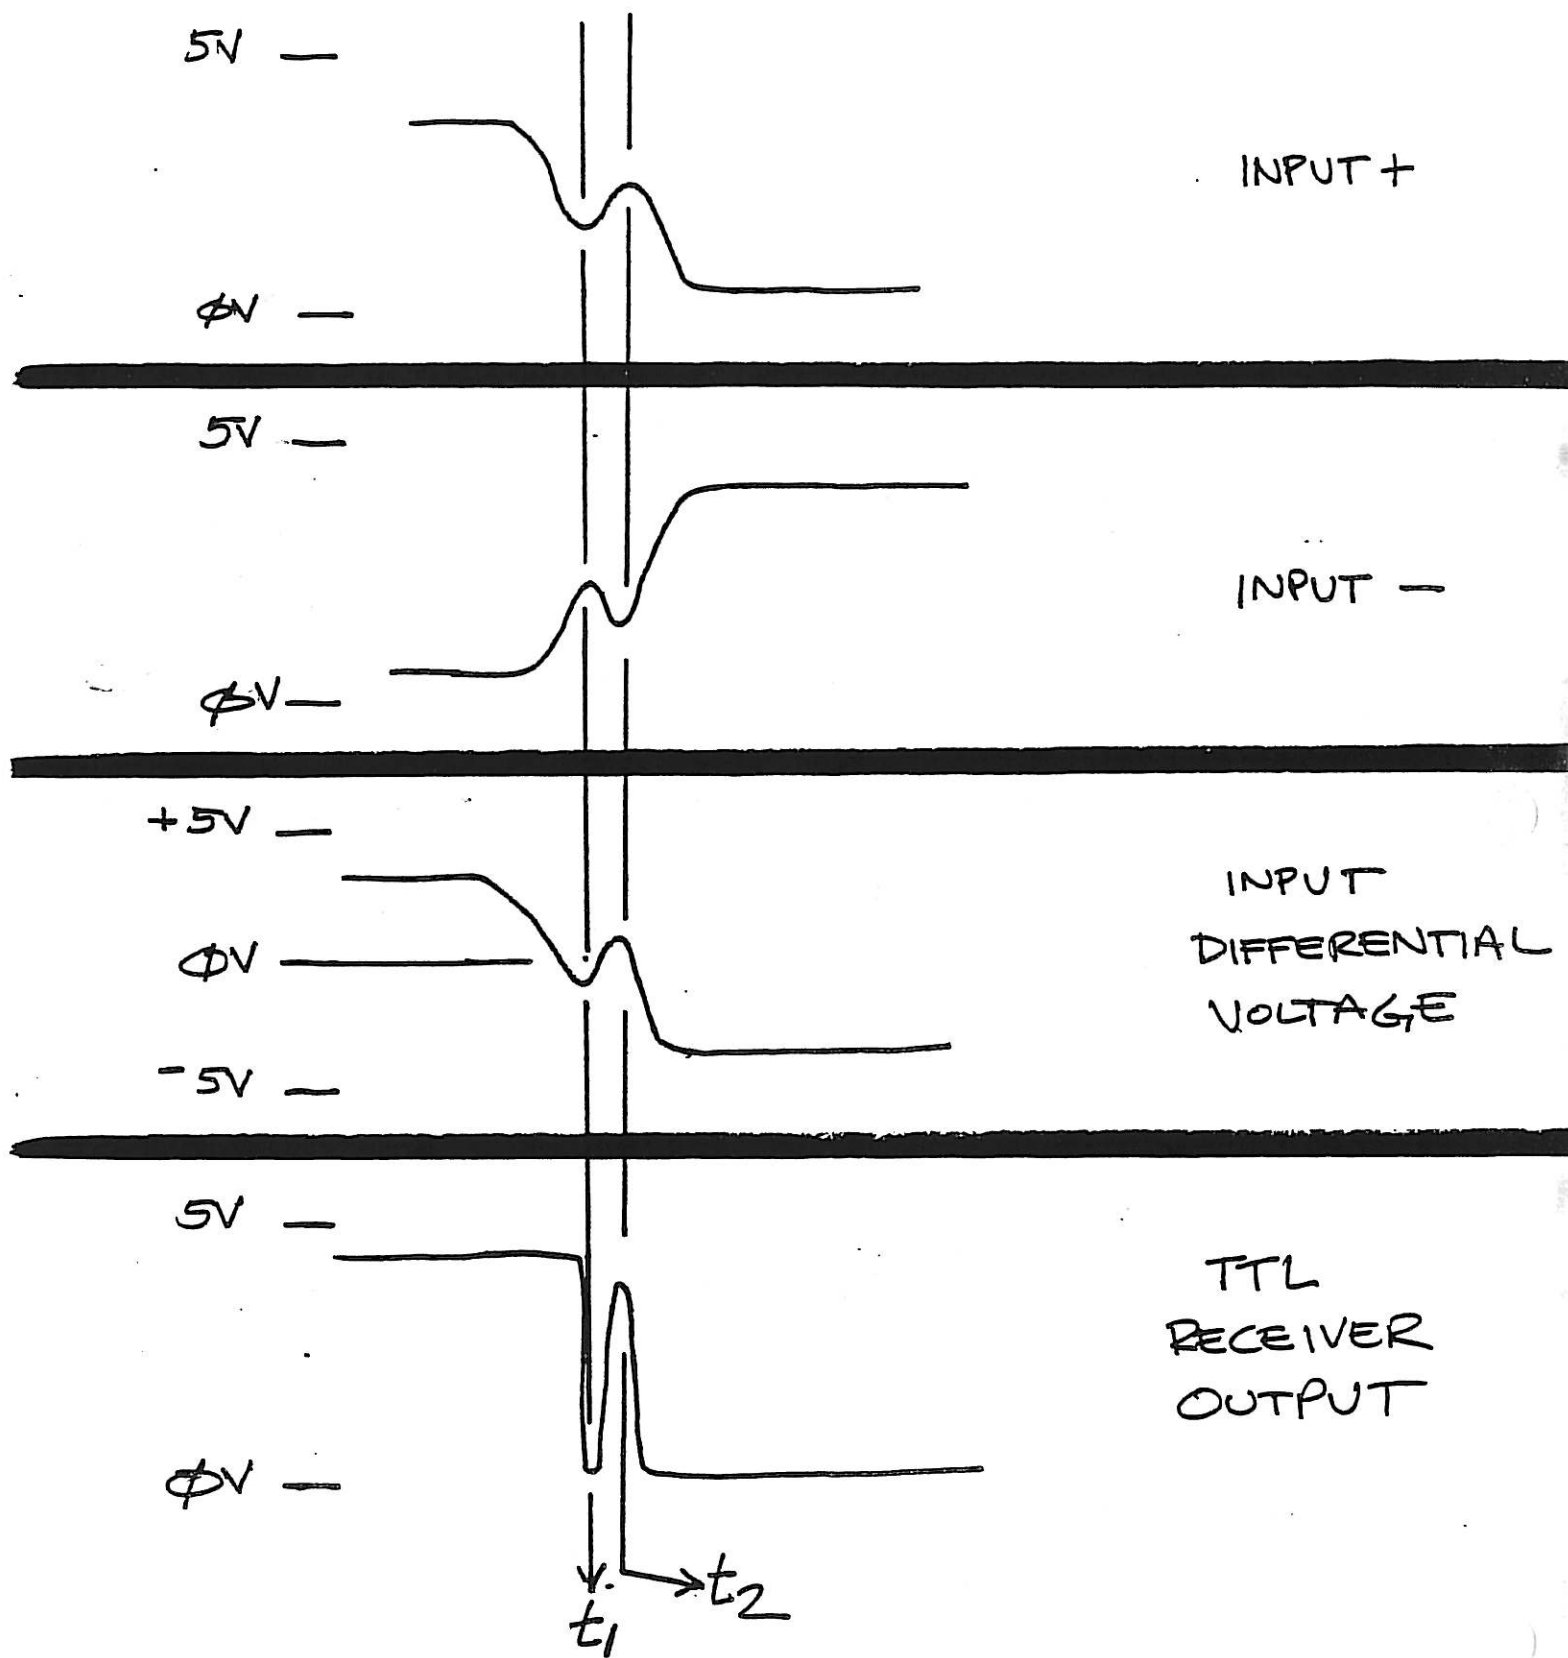 5V
INPUT +
ϕV
5V
INPUT −
ϕV
+5V
INPUT
DIFFERENTIAL
VOLTAGE
ϕV
-5V
5V
TTL
RECEIVER
OUTPUT
ϕV
t2
t1